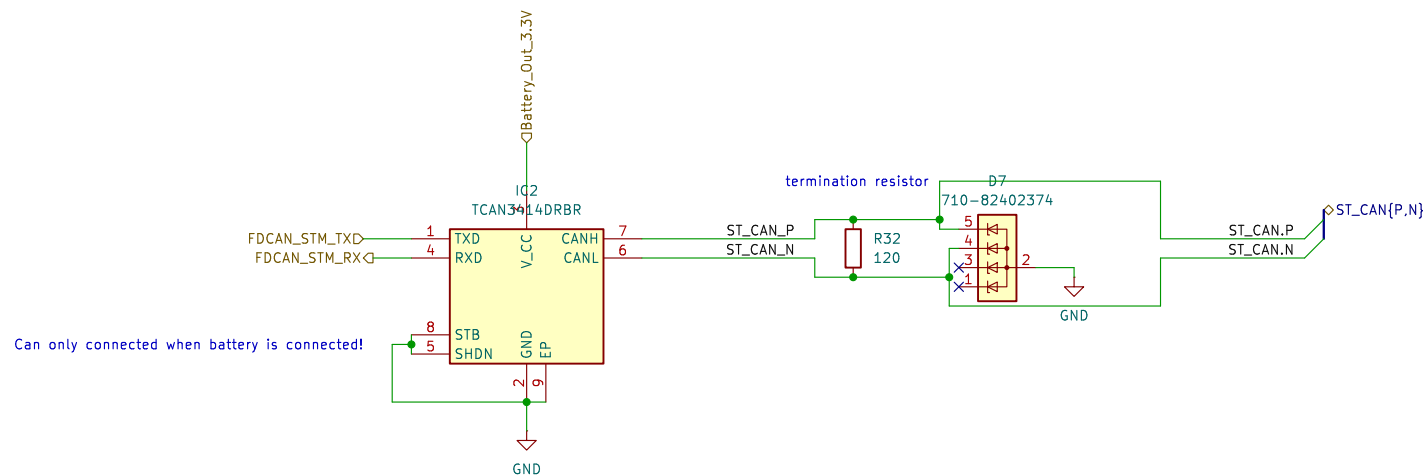 Battery_Out_3.3V
IC2
TCAN3414DRBR
3
V_CC
FDCAN_STM_TX
1
TXD
FDCAN_STM_RX
4
RXD
CANH
7
CANL
6
ST_CAN_P
ST_CAN_N
termination resistor
R32
120
D7
710-82402374
5
4
3
1
2
GND
ST_CAN.P
ST_CAN.N
ST_CAN{P,N}
Can only connected when battery is connected!
8
STB
5
SHDN
GND
EP
2
9
GND